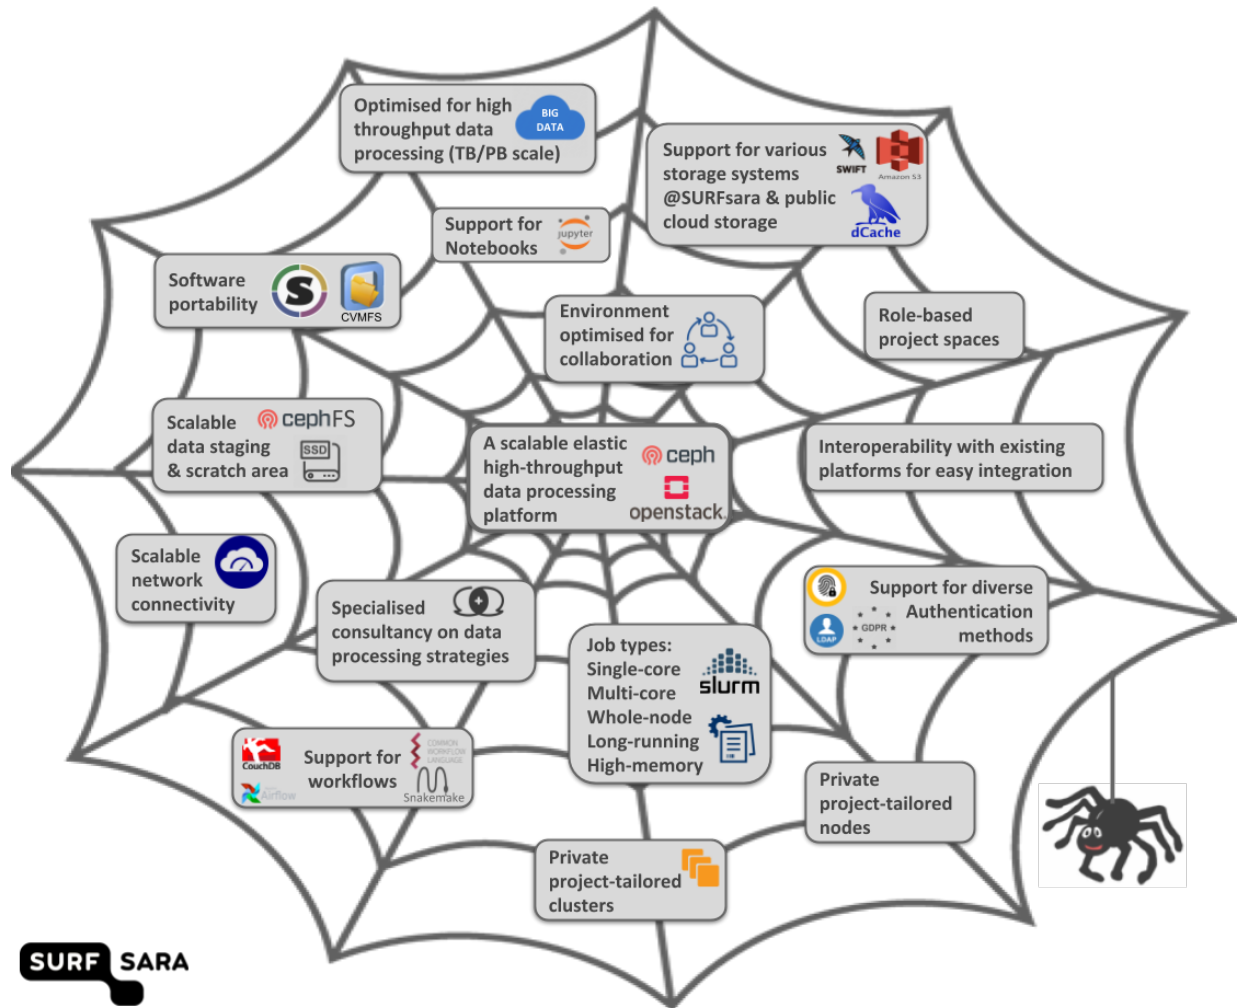 Optimised for high
throughput data
processing (TB/PB scale)
BIG
DATA
Support for various
storage systems
@SURFsara & public
cloud storage
SWIFT
Amazon S3
dCache
Support for
Notebooks
jupyter
Software
portability
S
CVMFS
Environment
optimised for
collaboration
Role-based
project spaces
Scalable
data staging
& scratch area
cephFS
SSD
A scalable elastic
high-throughput
data processing
platform
ceph
openstack.
Interoperability with existing
platforms for easy integration
Scalable
network
connectivity
Specialised
consultancy on data
processing strategies
Job types:
Single-core
Multi-core
Whole-node
Long-running
High-memory
slurm
Support for diverse
Authentication
methods
LDAP
GDPR
Support for
workflows
CouchDB
Airflow
COMMON
WORKFLOW
LANGUAGE
Snakemake
Private
project-tailored
nodes
Private
project-tailored
clusters
SURF SARA